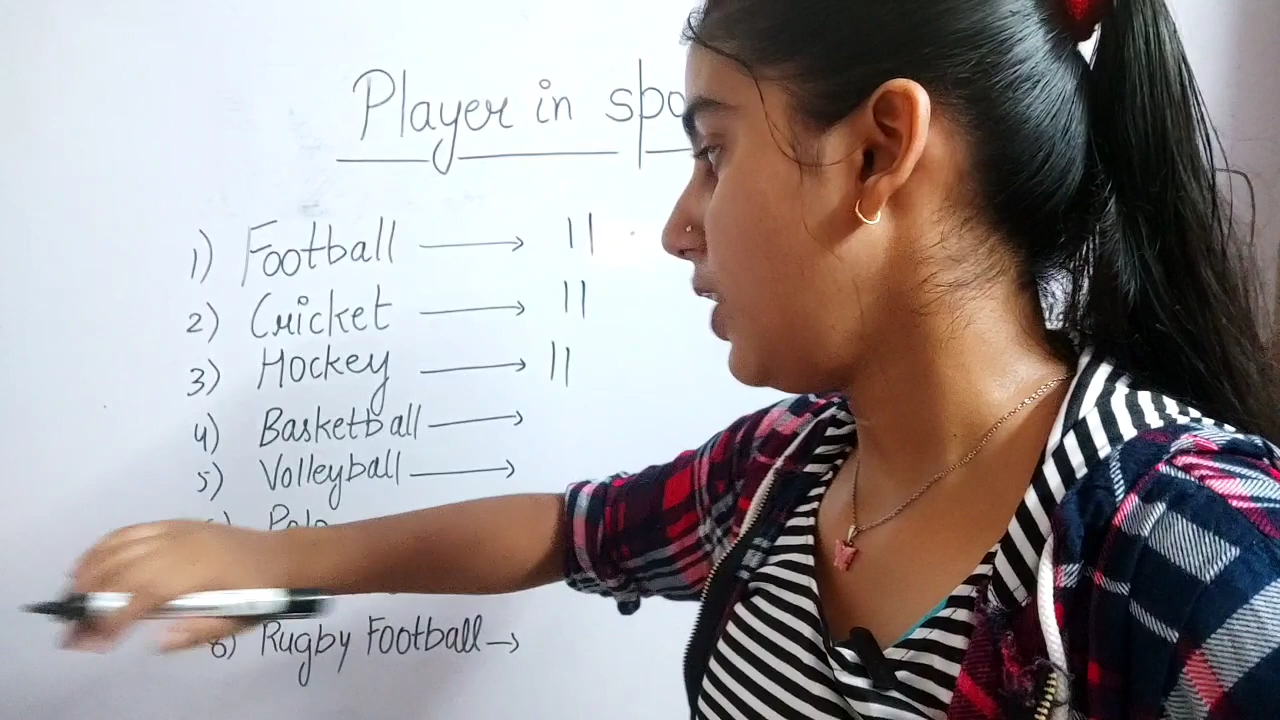 Player in spo
1) Football → 11
2) Cricket → 11
3) Hockey → 11
4) Basketball →
5) Volleyball →
Polo
8) Rugby Football →